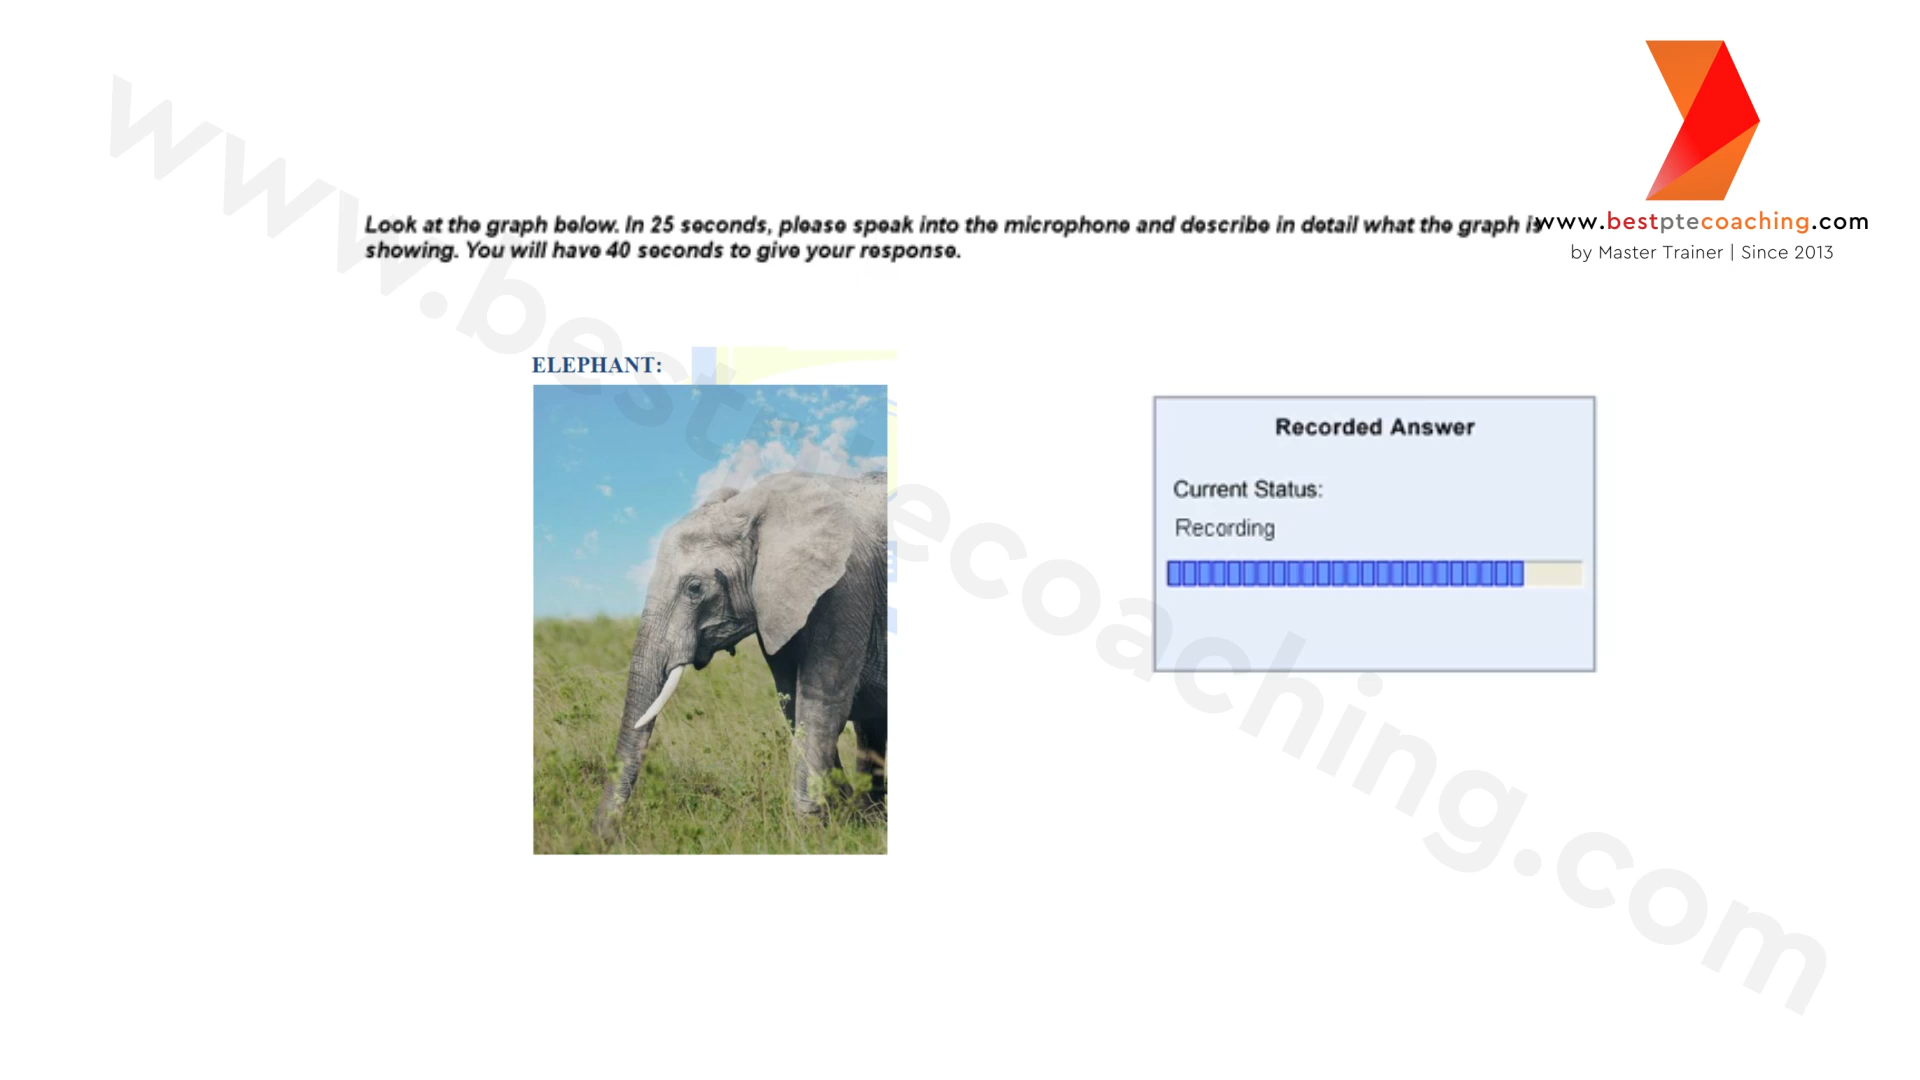 Look at the graph below. In 25 seconds, please speak into the microphone and describe in detail what the graph is
showing. You will have 40 seconds to give your response.
www.bestptecoaching.com
by Master Trainer | Since 2013
ELEPHANT:
Recorded Answer
Current Status:
Recording
www.bestptecoaching.com